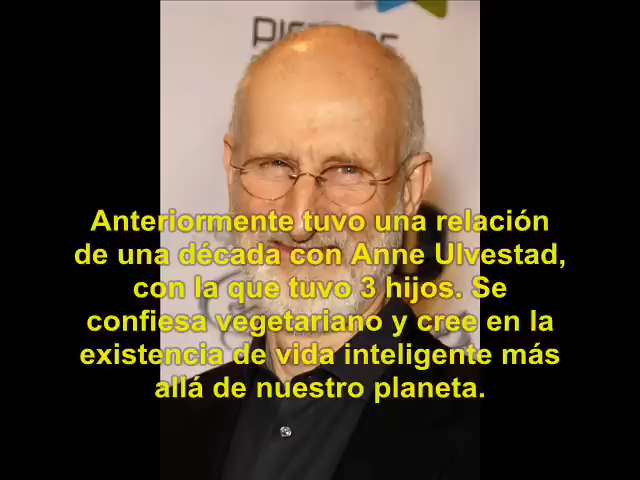 Anteriormente tuvo una relación
de una década con Anne Ulvestad,
con la que tuvo 3 hijos. Se
confiesa vegetariano y cree en la
existencia de vida inteligente más
allá de nuestro planeta.